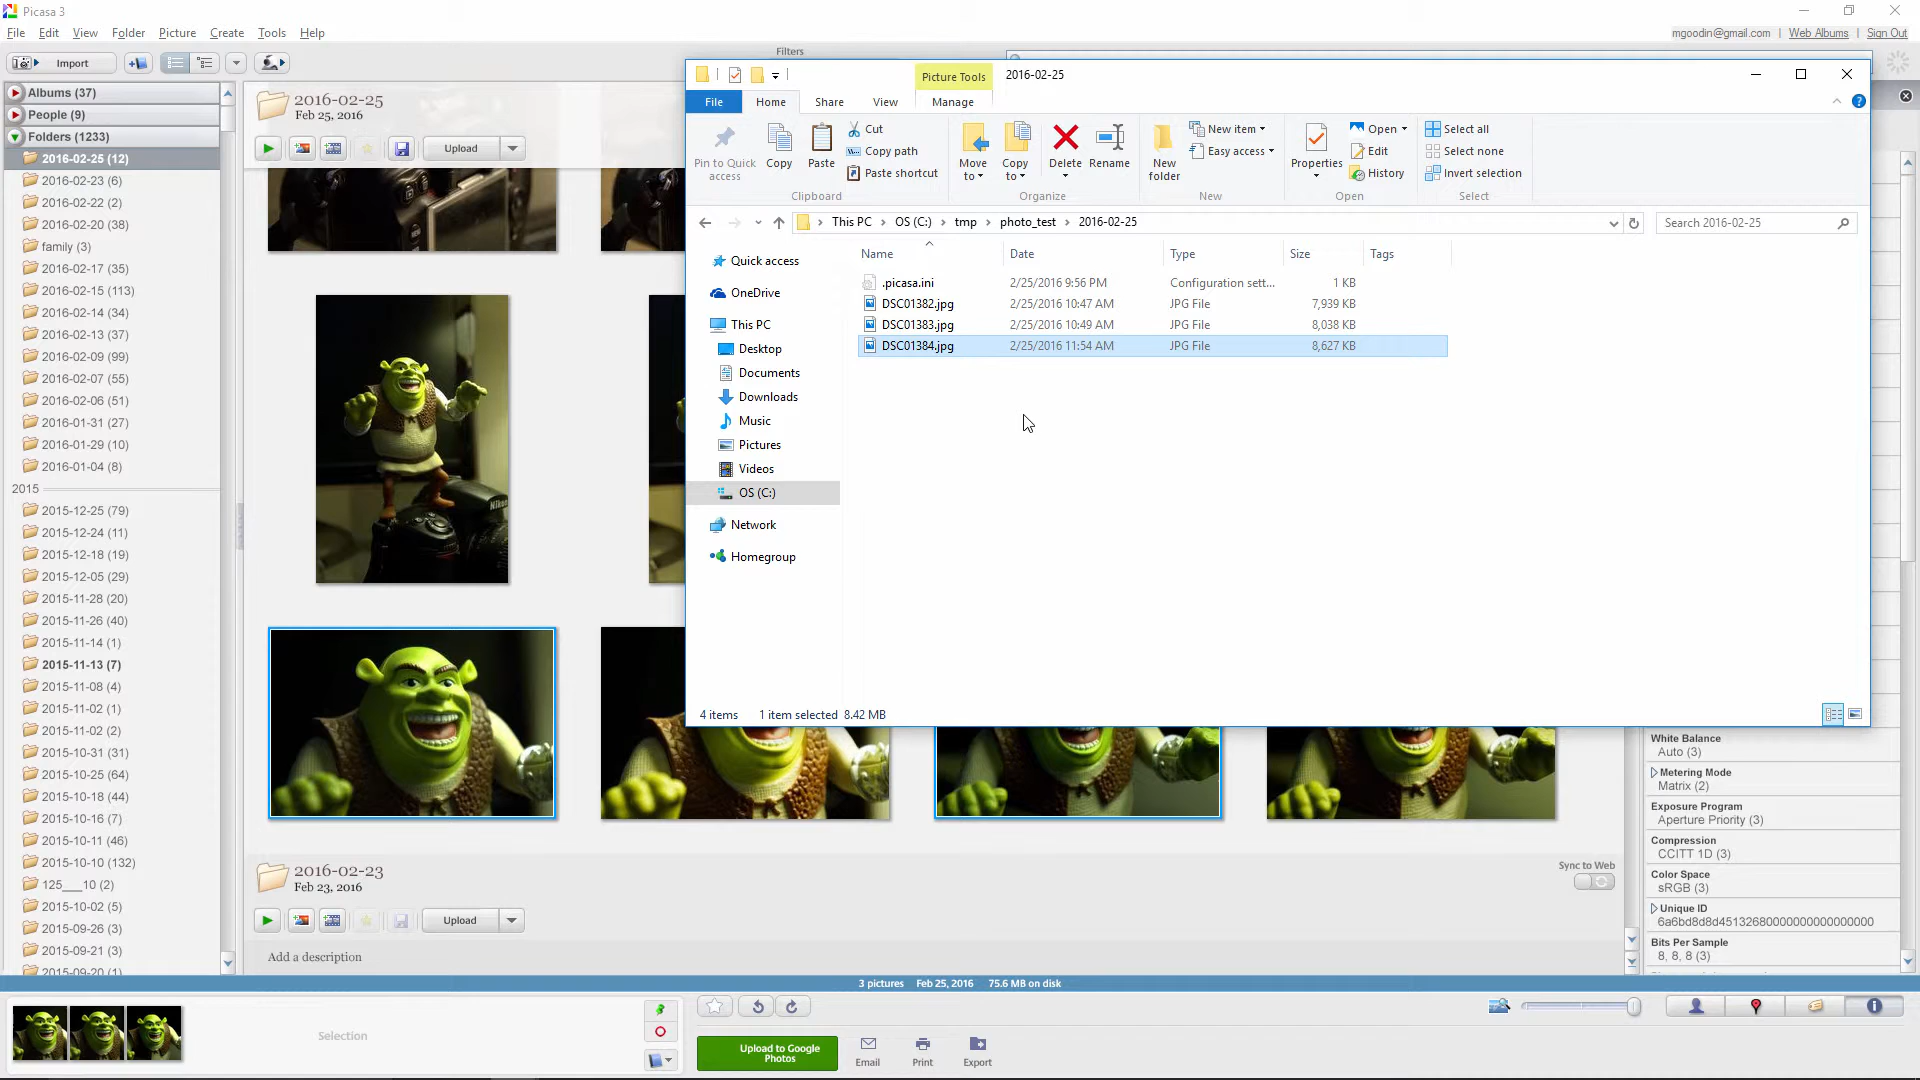 Picasa 3
File Edit View Folder Picture Tools Create Help
mgoodin@gmail.com | Web Albums | Sign Out
Import
Filters
Albums (37)
People (9)
Folders (1233)
2016-02-25 (12)
2016-02-23 (6)
2016-02-22 (2)
2016-02-20 (38)
family (3)
2016-02-17 (35)
2016-02-15 (113)
2016-02-14 (34)
2016-02-13 (37)
2016-02-09 (99)
2016-02-07 (55)
2016-02-06 (51)
2016-01-31 (27)
2016-01-29 (10)
2016-01-04 (8)
2015
2015-12-25 (79)
2015-12-24 (11)
2015-12-18 (19)
2015-12-05 (29)
2015-11-28 (20)
2015-11-26 (40)
2015-11-14 (1)
2015-11-13 (7)
2015-11-08 (4)
2015-11-02 (1)
2015-11-02 (2)
2015-10-31 (31)
2015-10-25 (64)
2015-10-18 (44)
2015-10-16 (7)
2015-10-11 (46)
2015-10-10 (132)
125___10 (2)
2015-10-02 (5)
2015-09-26 (3)
2015-09-21 (3)
2015-09-20 (1)
2016-02-25
Feb 25, 2016
Upload
Nikon
2016-02-23
Feb 23, 2016
Sync to Web
Upload
Add a description
Picture Tools
2016-02-25
File Home Share View Manage
Pin to Quick access
Copy
Paste
Cut
Copy path
Paste shortcut
Clipboard
Move to
Copy to
Delete
Rename
Organize
New folder
New item
Easy access
New
Properties
Open
Edit
History
Open
Select all
Select none
Invert selection
Select
This PC OS (C:) tmp photo_test 2016-02-25
Search 2016-02-25
Quick access
OneDrive
This PC
Desktop
Documents
Downloads
Music
Pictures
Videos
OS (C:)
Network
Homegroup
Name Date Type Size Tags
.picasa.ini 2/25/2016 9:56 PM Configuration sett... 1 KB
DSC01382.jpg 2/25/2016 10:47 AM JPG File 7,939 KB
DSC01383.jpg 2/25/2016 10:49 AM JPG File 8,038 KB
DSC01384.jpg 2/25/2016 11:54 AM JPG File 8,627 KB
4 items 1 item selected 8.42 MB
White Balance
Auto (3)
Metering Mode
Matrix (2)
Exposure Program
Aperture Priority (3)
Compression
CCITT 1D (3)
Color Space
sRGB (3)
Unique ID
Bits Per Sample
8, 8, 8 (3)
3 pictures Feb 25, 2016 75.6 MB on disk
Selection
Upload to Google Photos
Email
Print
Export